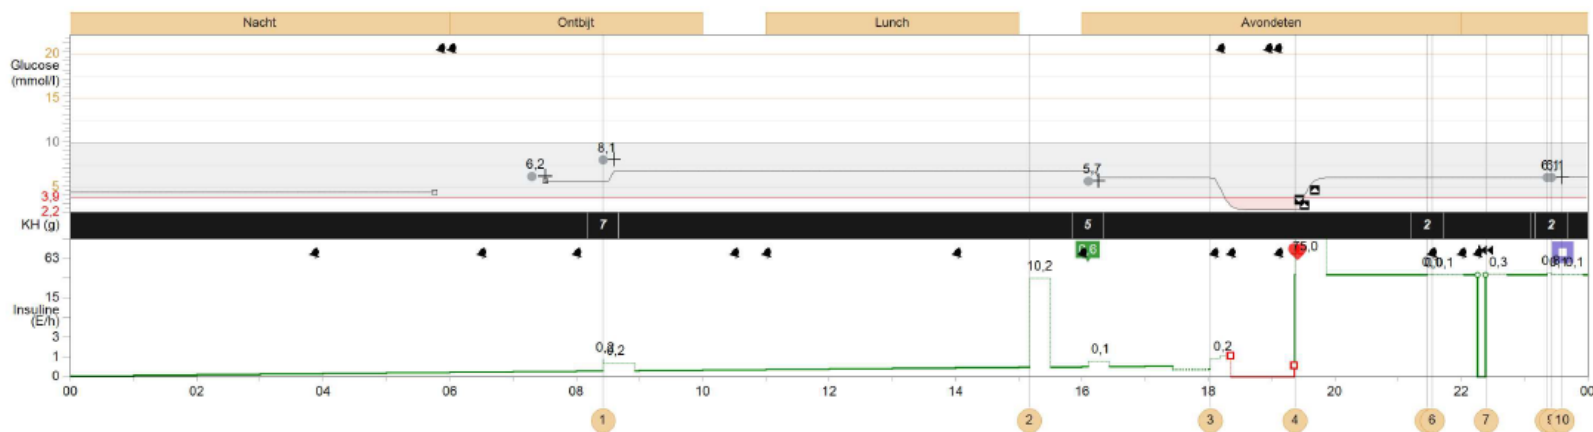 Nacht Ontbijt Lunch Avondeten
20
Glucose
(mmol/l)
15
10
8,1
6,2
5,7
5
3,9
2,2
KH (g) 7 5 2 2
63 0,6 75,0
10,2 0,1 0,3 0,1
15
Insuline
(E/h)
3
0,2 0,1 0,2
1
0
00 02 04 06 08 10 12 14 16 18 20 22 00
1 2 3 4 6 7 10